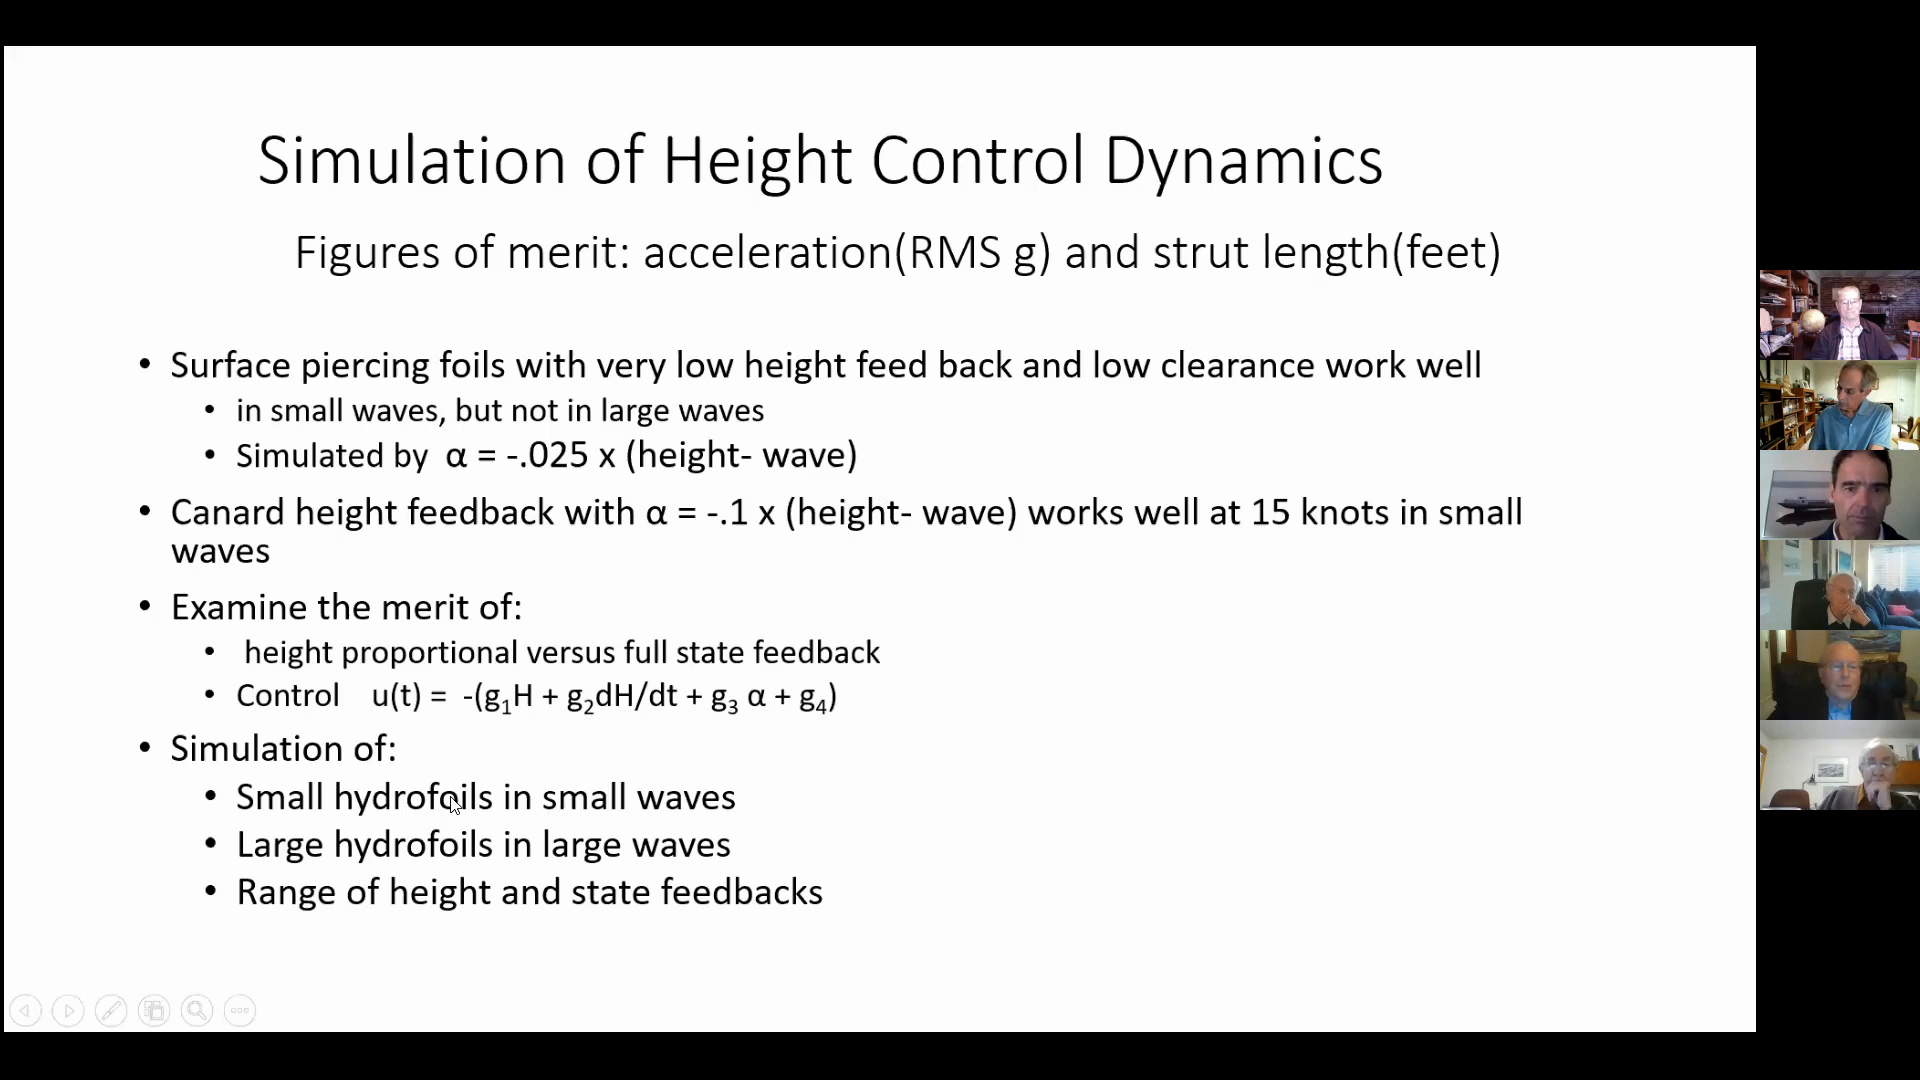 Simulation of Height Control Dynamics
Figures of merit: acceleration(RMS g) and strut length(feet)
• Surface piercing foils with very low height feed back and low clearance work well
• in small waves, but not in large waves
• Simulated by α = -.025 x (height- wave)
• Canard height feedback with α = -.1 x (height- wave) works well at 15 knots in small
waves
• Examine the merit of:
• height proportional versus full state feedback
• Control u(t) = -(g₁H + g₂dH/dt + g₃ α + g₄)
• Simulation of:
• Small hydrofoils in small waves
• Large hydrofoils in large waves
• Range of height and state feedbacks